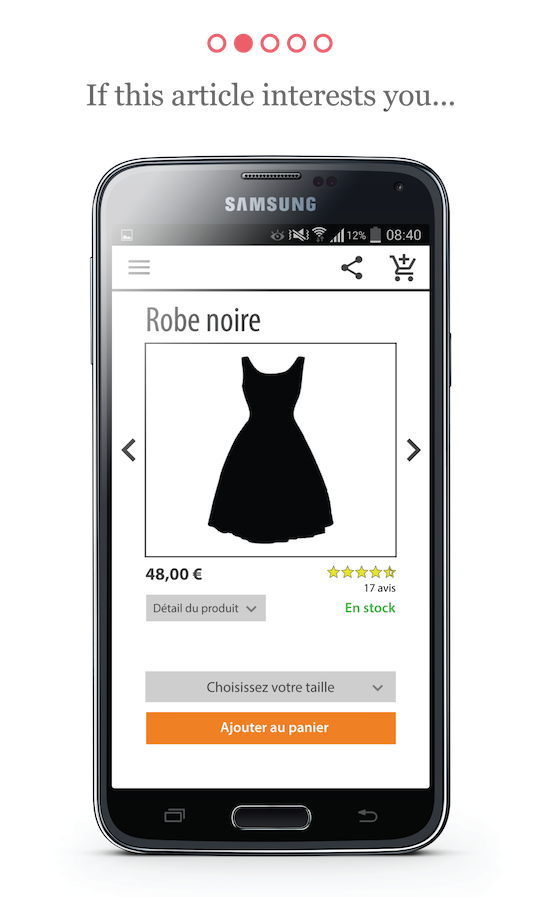 If this article interests you...
SAMSUNG
12% 08:40
Robe noire
48,00 €
17 avis
Détail du produit
En stock
Choisissez votre taille
Ajouter au panier